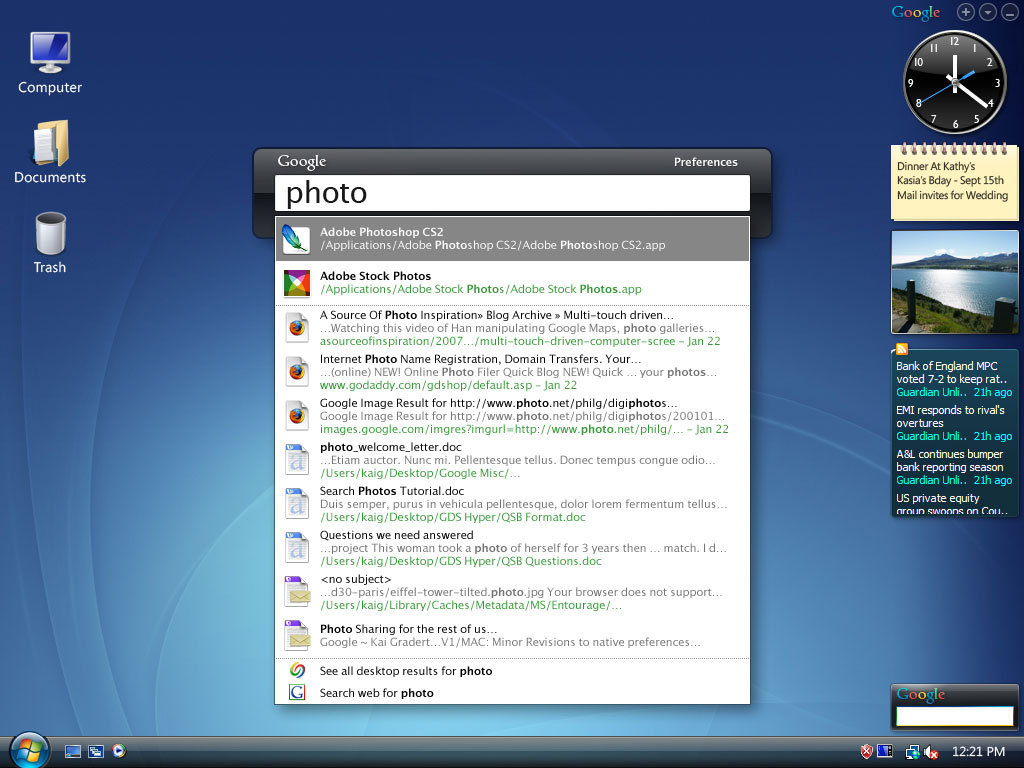 Google
Computer
Documents
Trash
Google
Preferences
photo
Adobe Photoshop CS2
/Applications/Adobe Photoshop CS2/Adobe Photoshop CS2.app
Adobe Stock Photos
/Applications/Adobe Stock Photos/Adobe Stock Photos.app
A Source Of Photo Inspiration» Blog Archive » Multi-touch driven...
...Watching this video of Han manipulating Google Maps, photo galleries...
asourceofinspiration/2007.../multi-touch-driven-computer-scree – Jan 22
Internet Photo Name Registration, Domain Transfers. Your...
...(online) NEW! Online Photo Filer Quick Blog NEW! Quick ... your photos...
www.godaddy.com/gdshop/default.asp – Jan 22
Google Image Result for http://www.photo.net/philg/digiphotos...
Google Image Result for http://www.photo.net/philg/digiphotos/200101...
images.google.com/imgres?imgurl=http://www.photo.net/philg/... – Jan 22
photo_welcome_letter.doc
...Etiam auctor. Nunc mi. Pellentesque tellus. Donec tempus congue odio...
/Users/kaig/Desktop/Google Misc/...
Search Photos Tutorial.doc
Duis semper, purus in vehicula pellentesque, dolor lorem fermentum tellus...
/Users/kaig/Desktop/GDS Hyper/QSB Format.doc
Questions we need answered
...project This woman took a photo of herself for 3 years then ... match. I d...
/Users/kaig/Desktop/GDS Hyper/QSB Questions.doc
<no subject>
...d30-paris/eiffel-tower-tilted.photo.jpg Your browser does not support...
/Users/kaig/Library/Caches/Metadata/MS/Entourage/...
Photo Sharing for the rest of us...
Google ~ Kai Gradert...V1/MAC: Minor Revisions to native preferences...
See all desktop results for photo
G Search web for photo
12
1
2
3
4
5
6
7
8
9
10
11
Dinner At Kathy's
Kasia's Bday - Sept 15th
Mail invites for Wedding
Bank of England MPC
voted 7-2 to keep rat..
Guardian Unli.. 21h ago
EMI responds to rival's
overtures
Guardian Unli.. 21h ago
A&L continues bumper
bank reporting season
Guardian Unli.. 21h ago
US private equity
group swoons on Cou..
Google
12:21 PM